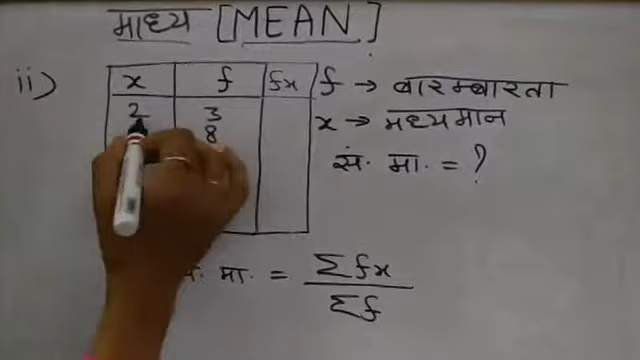 माध्य [MEAN]
ii)
x f fx
2 3
8
f → बारम्बारता
x → मध्यमान
सं. मा. = ?
मा. = Σfx / Σf